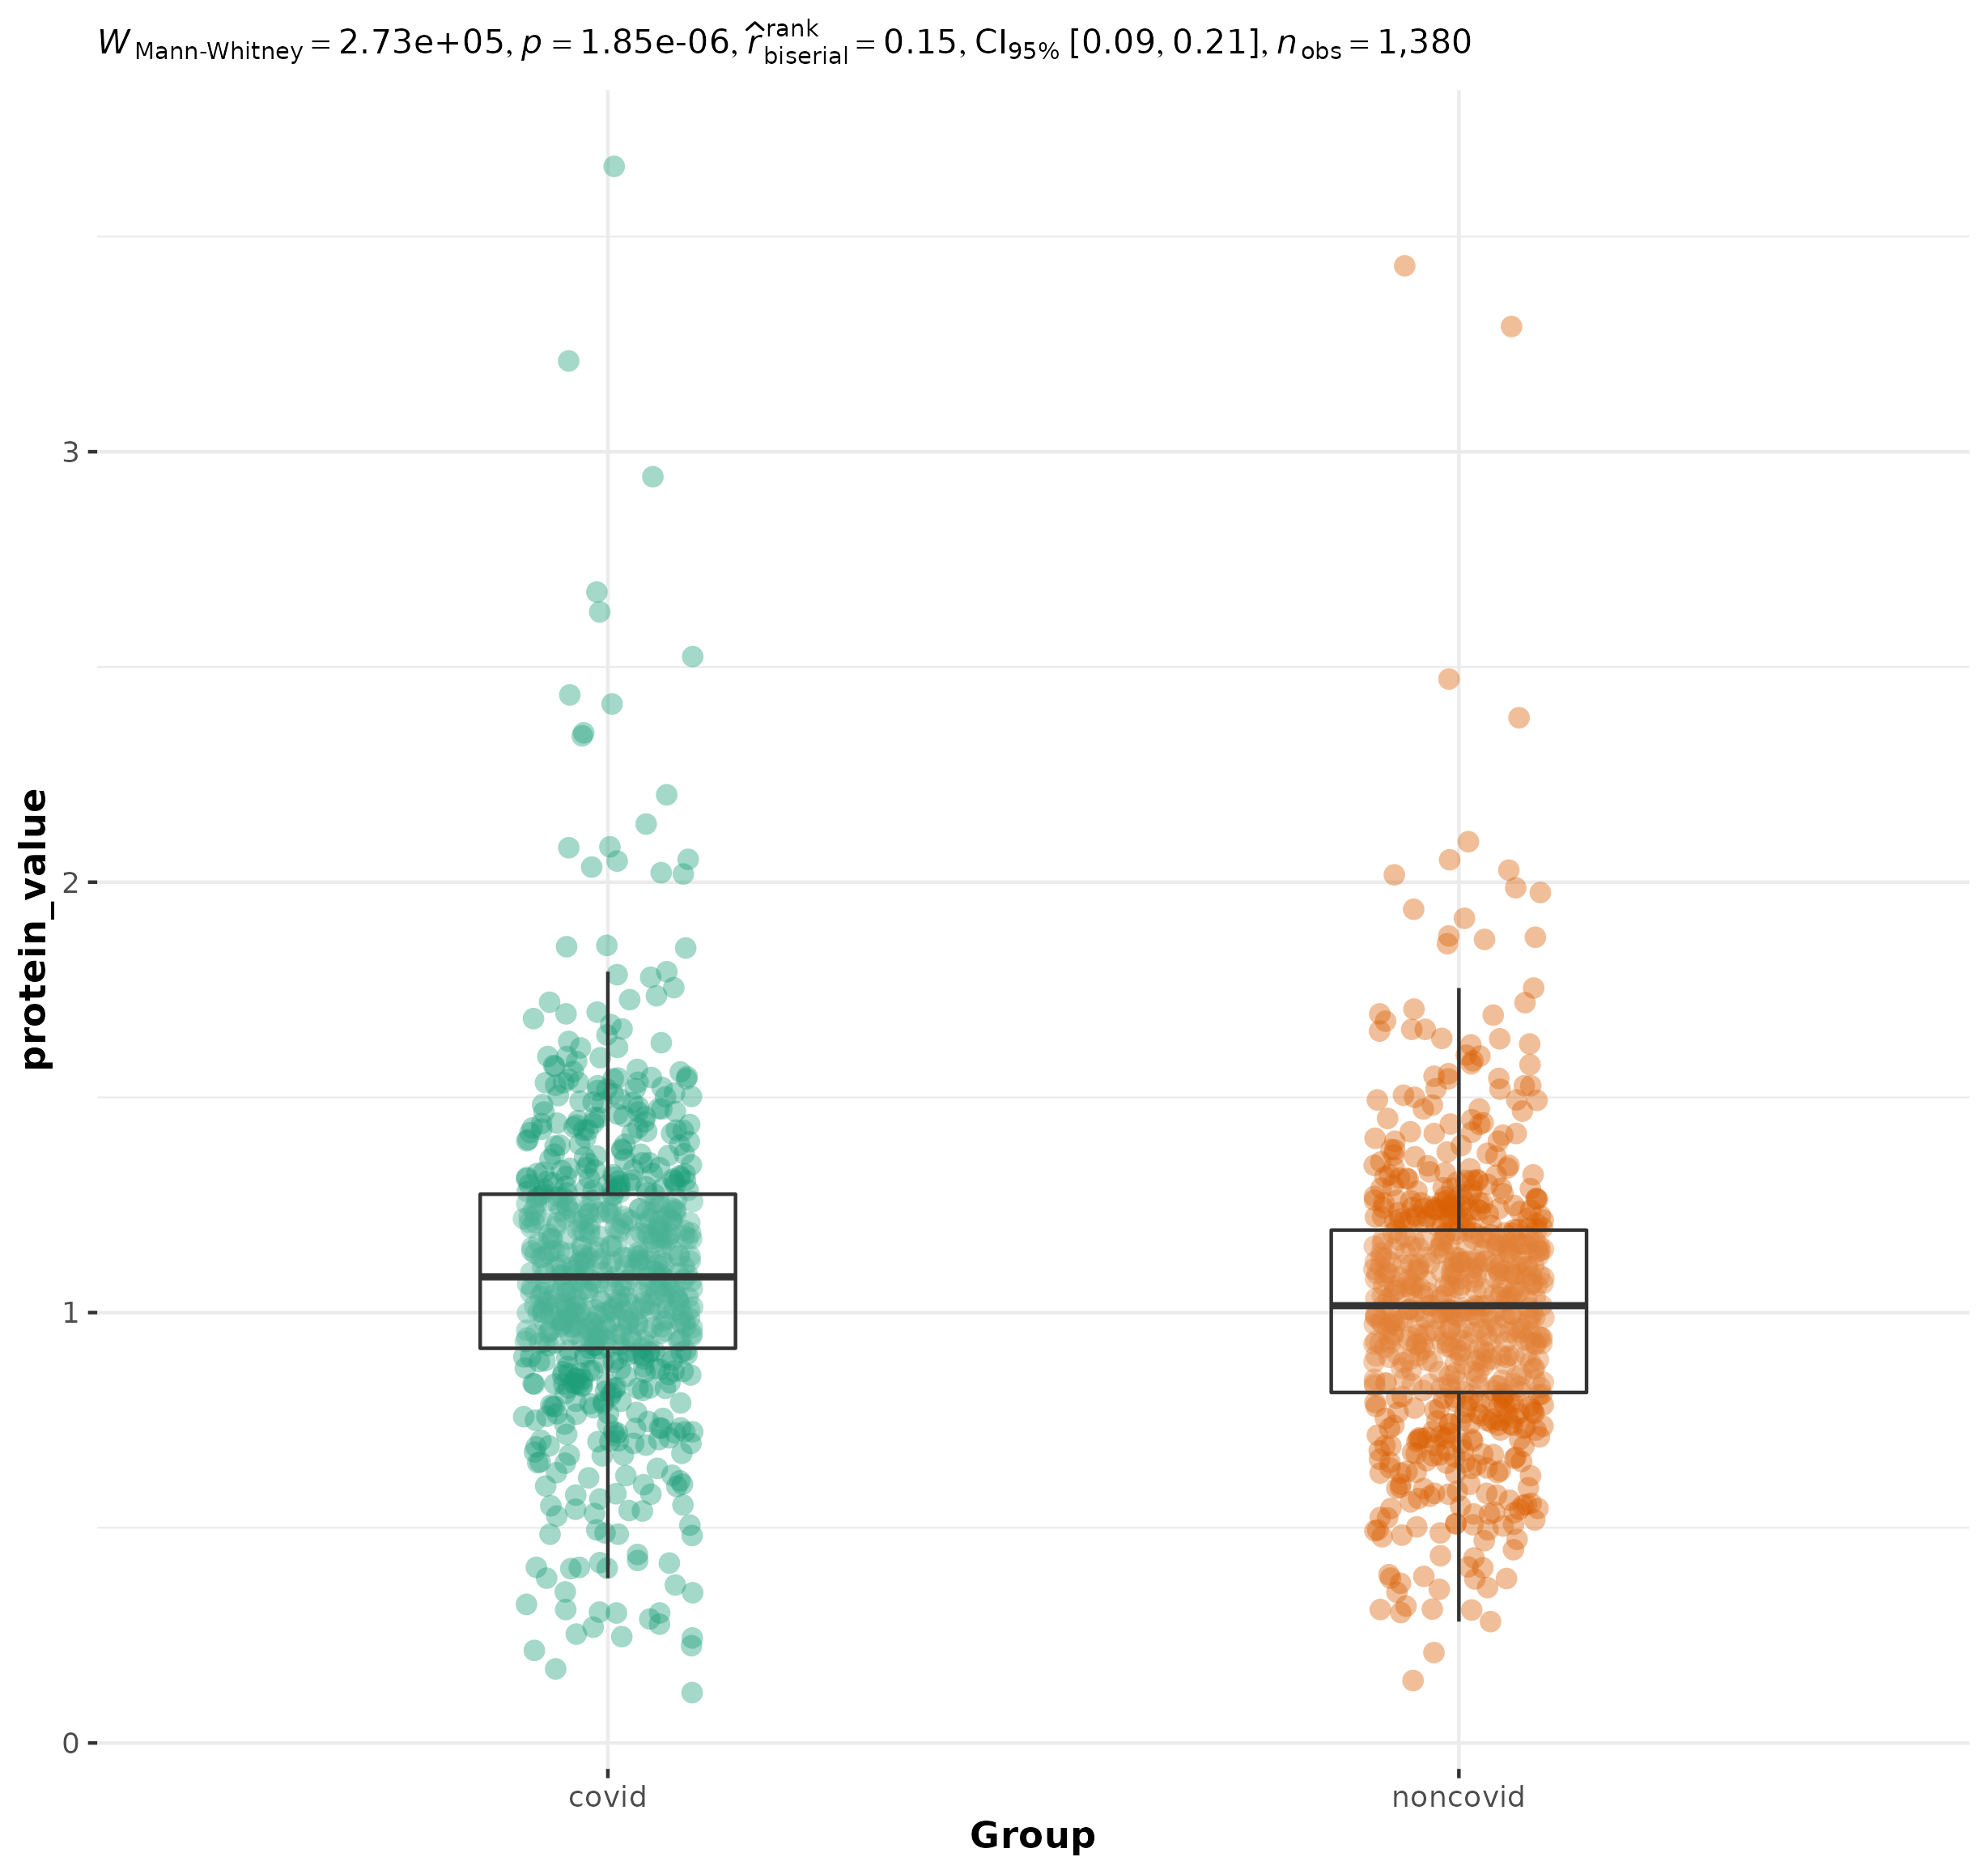 W Mann-Whitney = 2.73e+05, p = 1.85e-06, r̂ rank biserial = 0.15, CI95% [0.09, 0.21], nobs = 1,380
3
2
1
0
protein_value
covid noncovid
Group